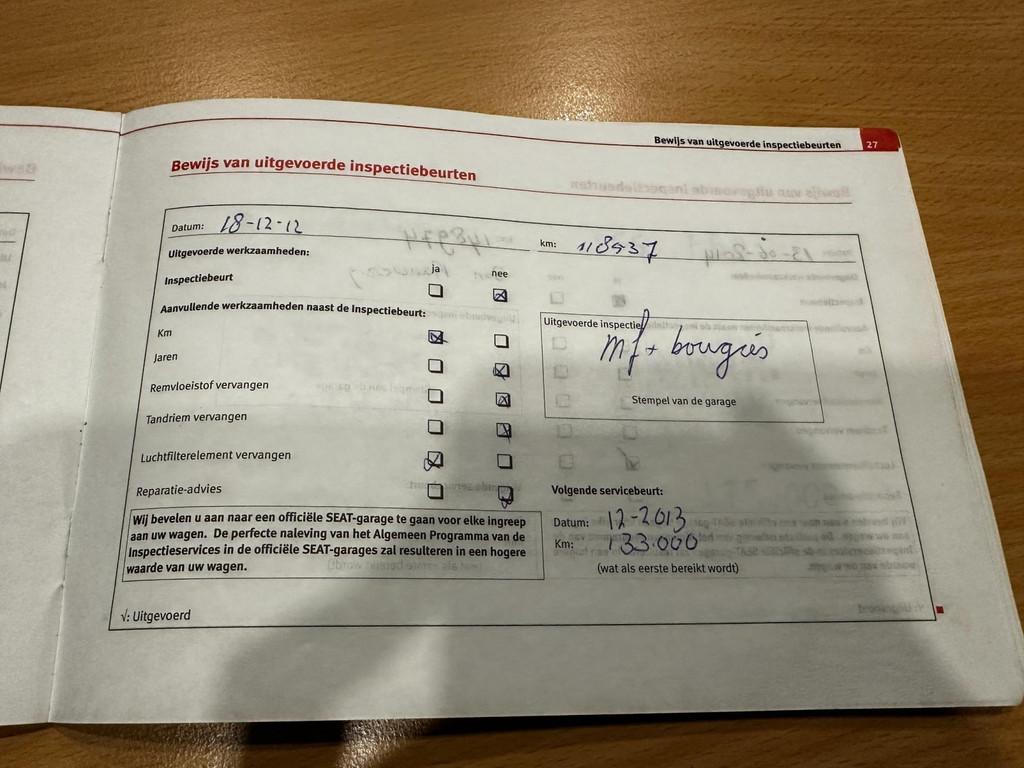 Bewijs van uitgevoerde inspectiebeurten 27
Bewijs van uitgevoerde inspectiebeurten
Datum: 18-12-12 km: 118937
Uitgevoerde werkzaamheden:
ja nee
Inspectiebeurt
Aanvullende werkzaamheden naast de Inspectiebeurt:
Km
Jaren
Remvloeistof vervangen
Tandriem vervangen
Luchtfilterelement vervangen
Reparatie-advies
Uitgevoerde inspectie
mf + bougies
Stempel van de garage
Wij bevelen u aan naar een officiële SEAT-garage te gaan voor elke ingreep
aan uw wagen. De perfecte naleving van het Algemeen Programma van de
Inspectieservices in de officiële SEAT-garages zal resulteren in een hogere
waarde van uw wagen.
Volgende servicebeurt:
Datum: 12-2013
Km: 133.000
(wat als eerste bereikt wordt)
√: Uitgevoerd